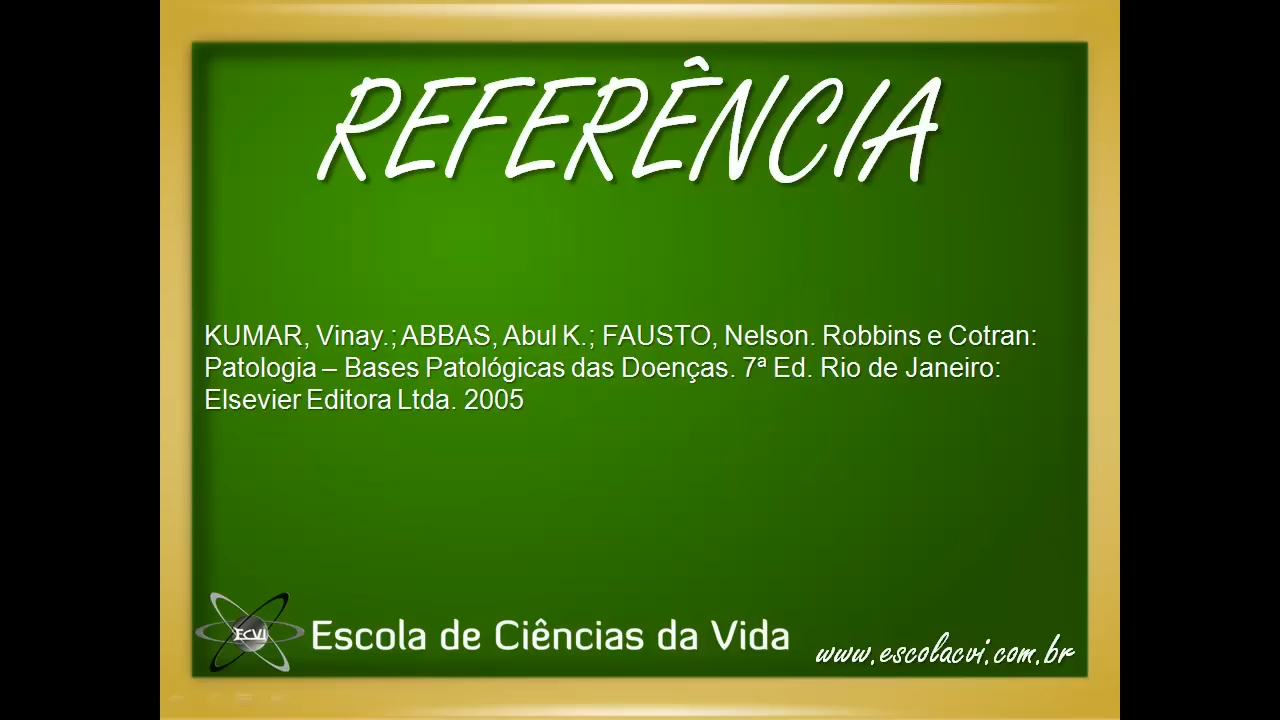 REFERÊNCIA
KUMAR, Vinay.; ABBAS, Abul K.; FAUSTO, Nelson. Robbins e Cotran:
Patologia – Bases Patológicas das Doenças. 7ª Ed. Rio de Janeiro:
Elsevier Editora Ltda. 2005
EcVi Escola de Ciências da Vida
www.escolacvi.com.br